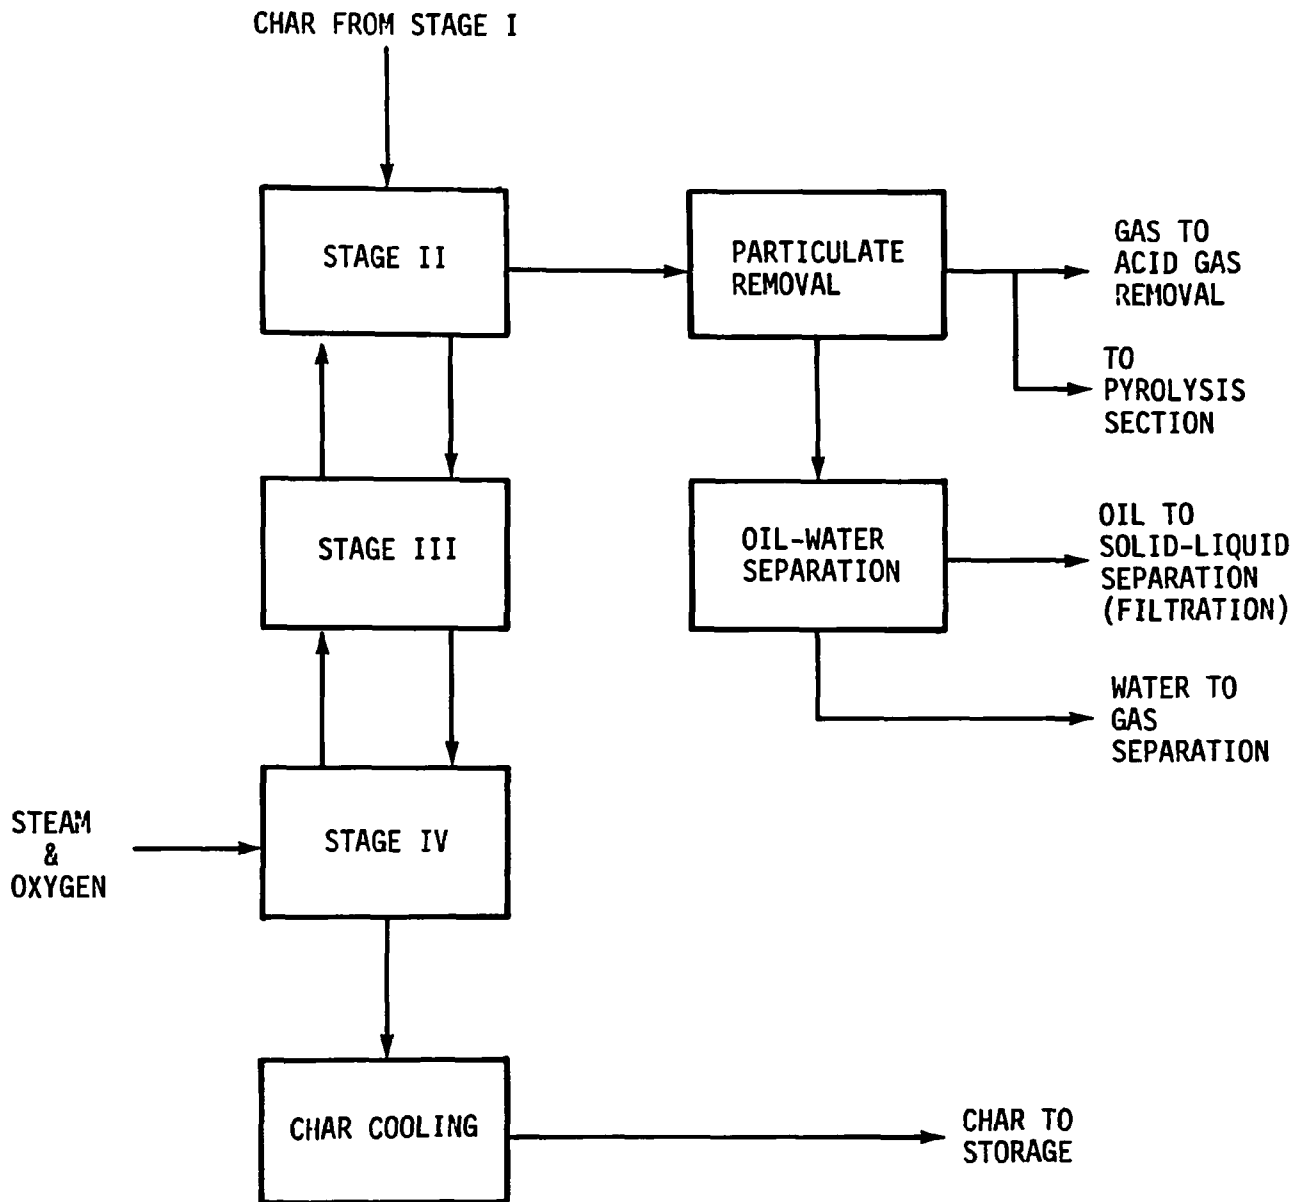 CHAR FROM STAGE I
STAGE II
PARTICULATE
REMOVAL
GAS TO
ACID GAS
REMOVAL
TO
PYROLYSIS
SECTION
STAGE III
OIL-WATER
SEPARATION
OIL TO
SOLID-LIQUID
SEPARATION
(FILTRATION)
WATER TO
GAS
SEPARATION
STEAM
&
OXYGEN
STAGE IV
CHAR COOLING
CHAR TO
STORAGE